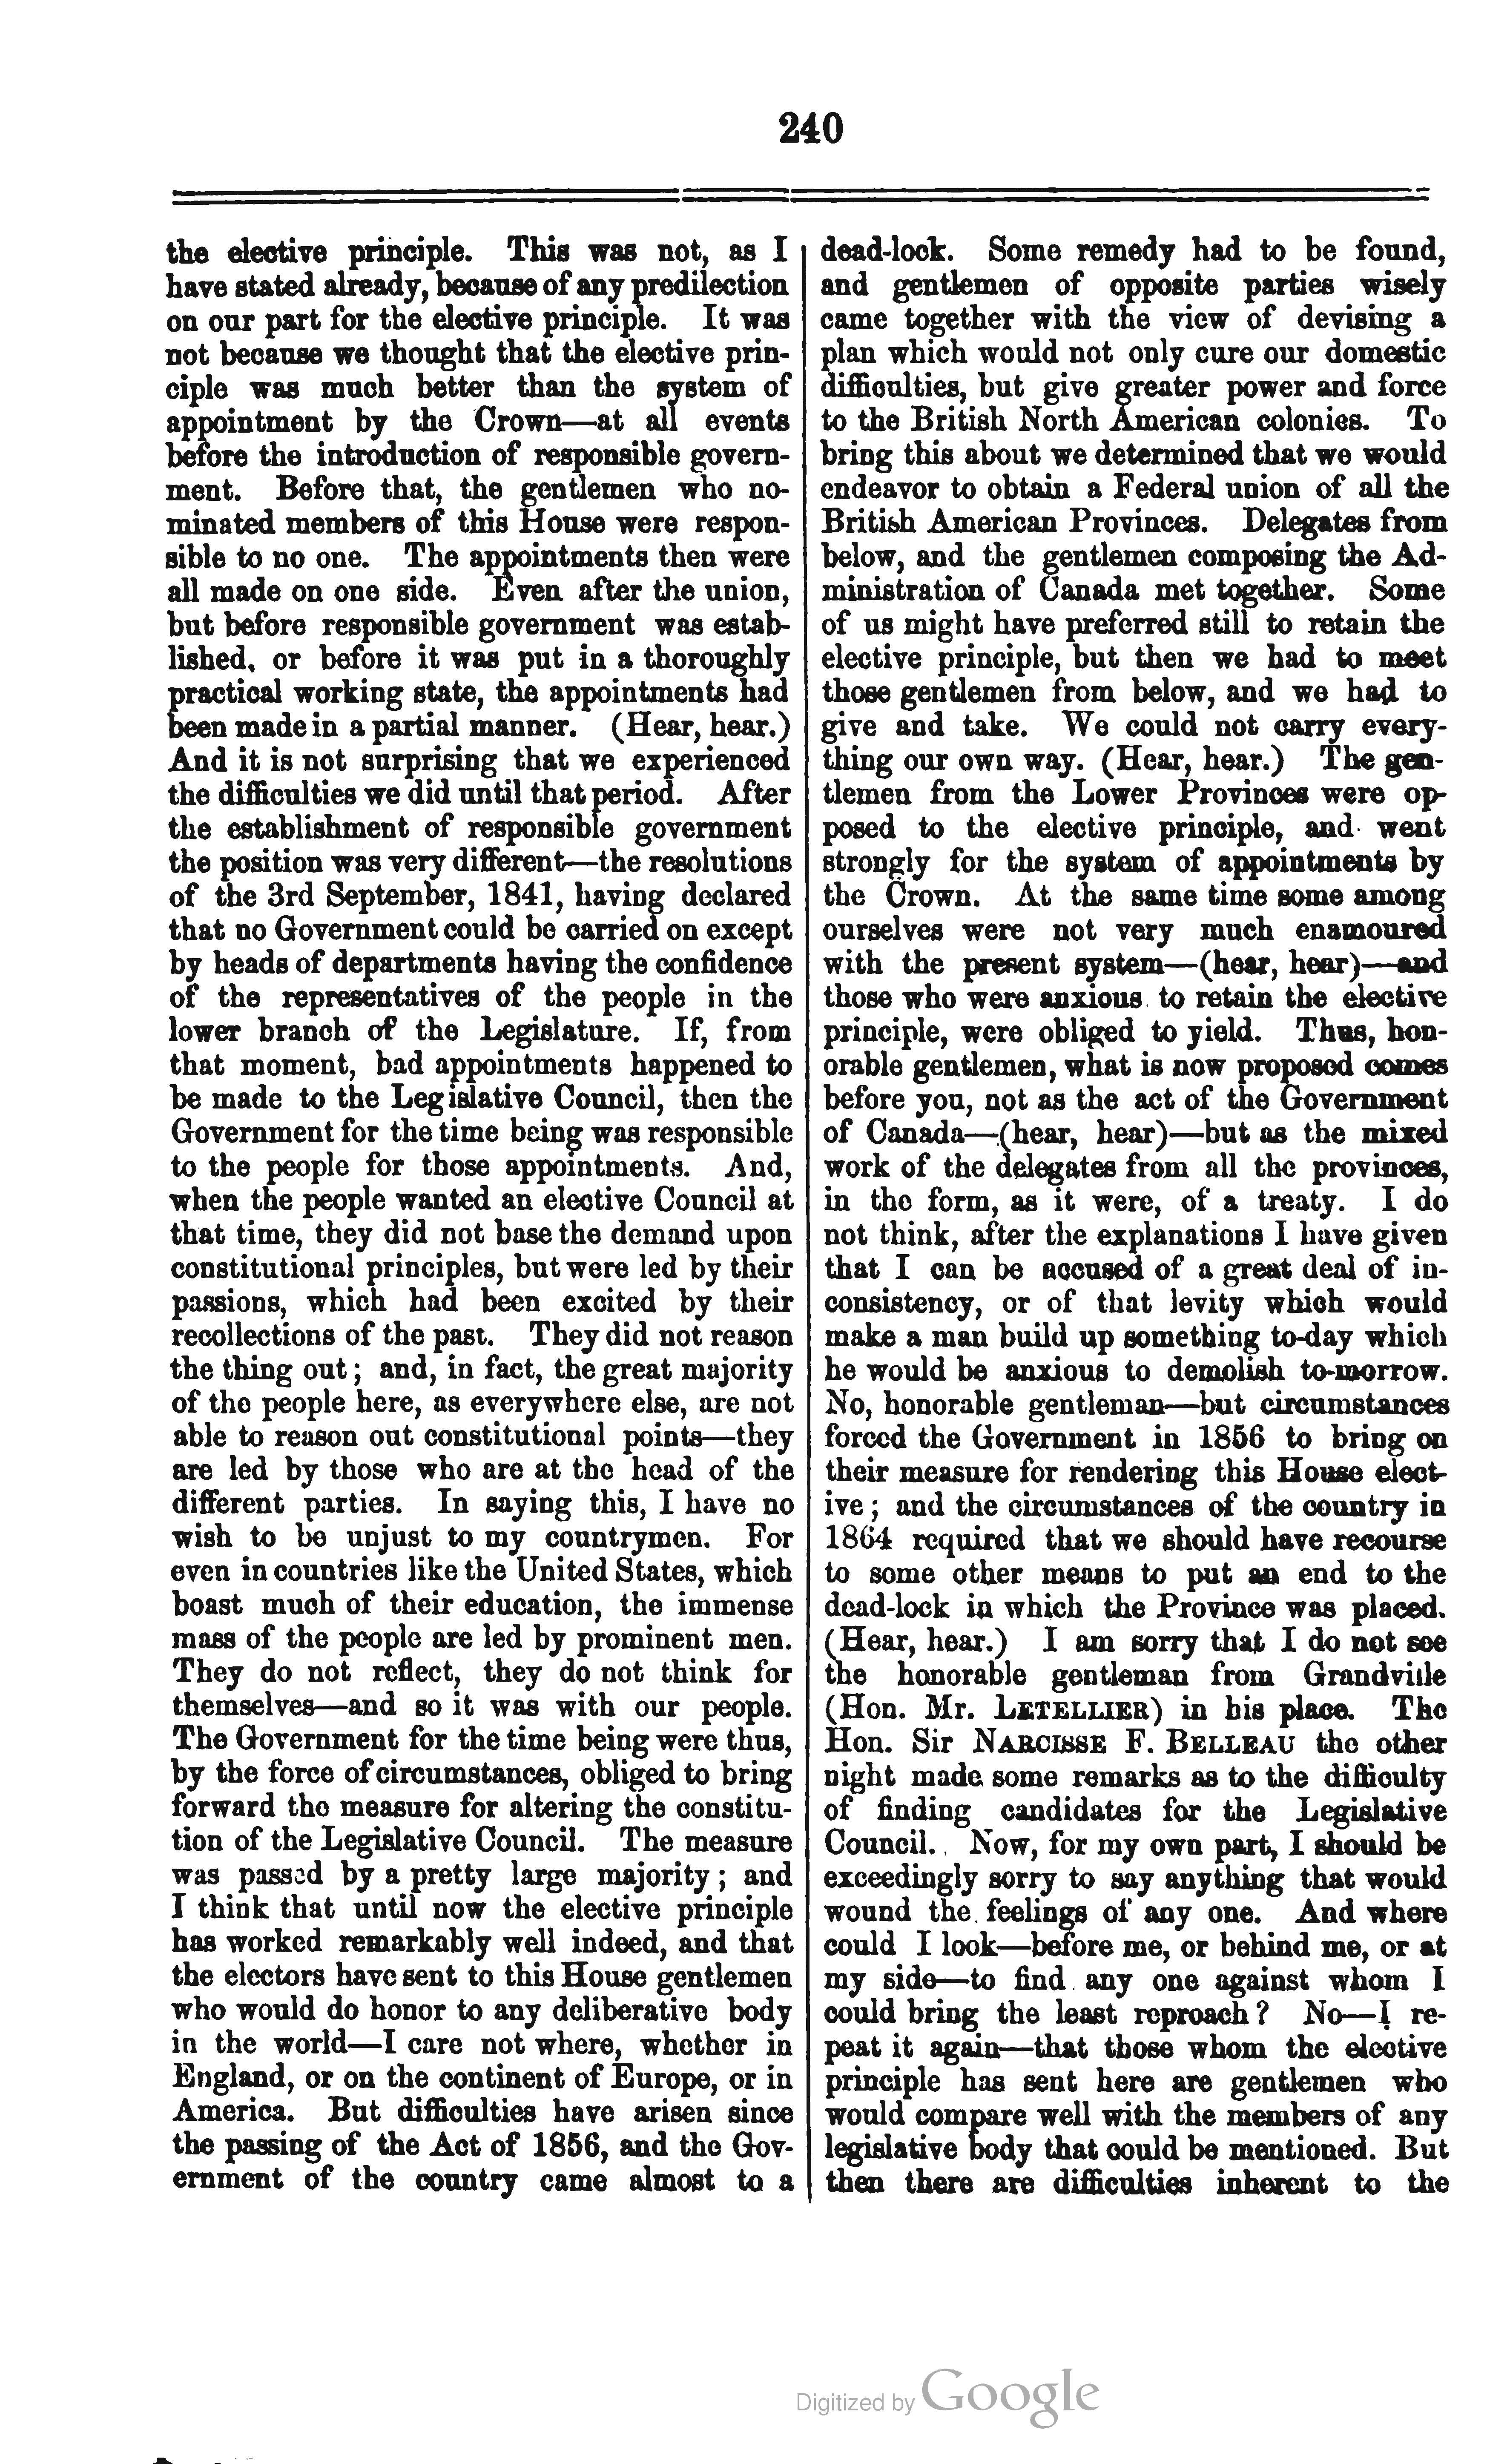 240
the elective principle. This was not, as I
have stated already, because of any predilection
on our part for the elective principle. It was
not because we thought that the elective prin-
ciple was much better than the system of
appointment by the Crown—at all events
before the introduction of responsible govern-
ment. Before that, the gentlemen who no-
minated members of this House were respon-
sible to no one. The appointments then were
all made on one side. Even after the union,
but before responsible government was estab-
lished, or before it was put in a thoroughly
practical working state, the appointments had
been made in a partial manner. (Hear, hear.)
And it is not surprising that we experienced
the difficulties we did until that period. After
the establishment of responsible government
the position was very different—the resolutions
of the 3rd September, 1841, having declared
that no Government could be carried on except
by heads of departments having the confidence
of the representatives of the people in the
lower branch of the Legislature. If, from
that moment, bad appointments happened to
be made to the Legislative Council, then the
Government for the time being was responsible
to the people for those appointments. And,
when the people wanted an elective Council at
that time, they did not base the demand upon
constitutional principles, but were led by their
passions, which had been excited by their
recollections of the past. They did not reason
the thing out; and, in fact, the great majority
of the people here, as everywhere else, are not
able to reason out constitutional points—they
are led by those who are at the head of the
different parties. In saying this, I have no
wish to be unjust to my countrymen. For
even in countries like the United States, which
boast much of their education, the immense
mass of the people are led by prominent men.
They do not reflect, they do not think for
themselves—and so it was with our people.
The Government for the time being were thus,
by the force of circumstances, obliged to bring
forward the measure for altering the constitu-
tion of the Legislative Council. The measure
was passed by a pretty large majority; and
I think that until now the elective principle
has worked remarkably well indeed, and that
the electors have sent to this House gentlemen
who would do honor to any deliberative body
in the world—I care not where, whether in
England, or on the continent of Europe, or in
America. But difficulties have arisen since
the passing of the Act of 1856, and the Gov-
ernment of the country came almost to a
dead-lock. Some remedy had to be found,
and gentlemen of opposite parties wisely
came together with the view of devising a
plan which would not only cure our domestic
difficulties, but give greater power and force
to the British North American colonies. To
bring this about we determined that we would
endeavor to obtain a Federal union of all the
British American Provinces. Delegates from
below, and the gentlemen composing the Ad-
ministration of Canada met together. Some
of us might have preferred still to retain the
elective principle, but then we had to meet
those gentlemen from below, and we had to
give and take. We could not carry every-
thing our own way. (Hear, hear.) The gen-
tlemen from the Lower Provinces were op-
posed to the elective principle, and went
strongly for the system of appointments by
the Crown. At the same time some among
ourselves were not very much enamoured
with the present system—(hear, hear)—and
those who were anxious to retain the elective
principle, were obliged to yield. Thus, hon-
orable gentlemen, what is now proposed comes
before you, not as the act of the Government
of Canada—(hear, hear)—but as the mixed
work of the delegates from all the provinces,
in the form, as it were, of a treaty. I do
not think, after the explanations I have given
that I can be accused of a great deal of in-
consistency, or of that levity which would
make a man build up something to-day which
he would be anxious to demolish to-morrow.
No, honorable gentleman—but circumstances
forced the Government in 1856 to bring on
their measure for rendering this House elect-
ive; and the circumstances of the country in
1864 required that we should have recourse
to some other means to put an end to the
dead-lock in which the Province was placed.
(Hear, hear.) I am sorry that I do not see
the honorable gentleman from Grandville
(Hon. Mr. LETELLIER) in his place. The
Hon. Sir NARCISSE F. BELLEAU the other
night made some remarks as to the difficulty
of finding candidates for the Legislative
Council. Now, for my own part, I should be
exceedingly sorry to say anything that would
wound the feelings of any one. And where
could I look—before me, or behind me, or at
my side—to find any one against whom I
could bring the least reproach? No—I re-
peat it again—that those whom the elective
principle has sent here are gentlemen who
would compare well with the members of any
legislative body that could be mentioned. But
then there are difficulties inherent to the
Digitized by Google